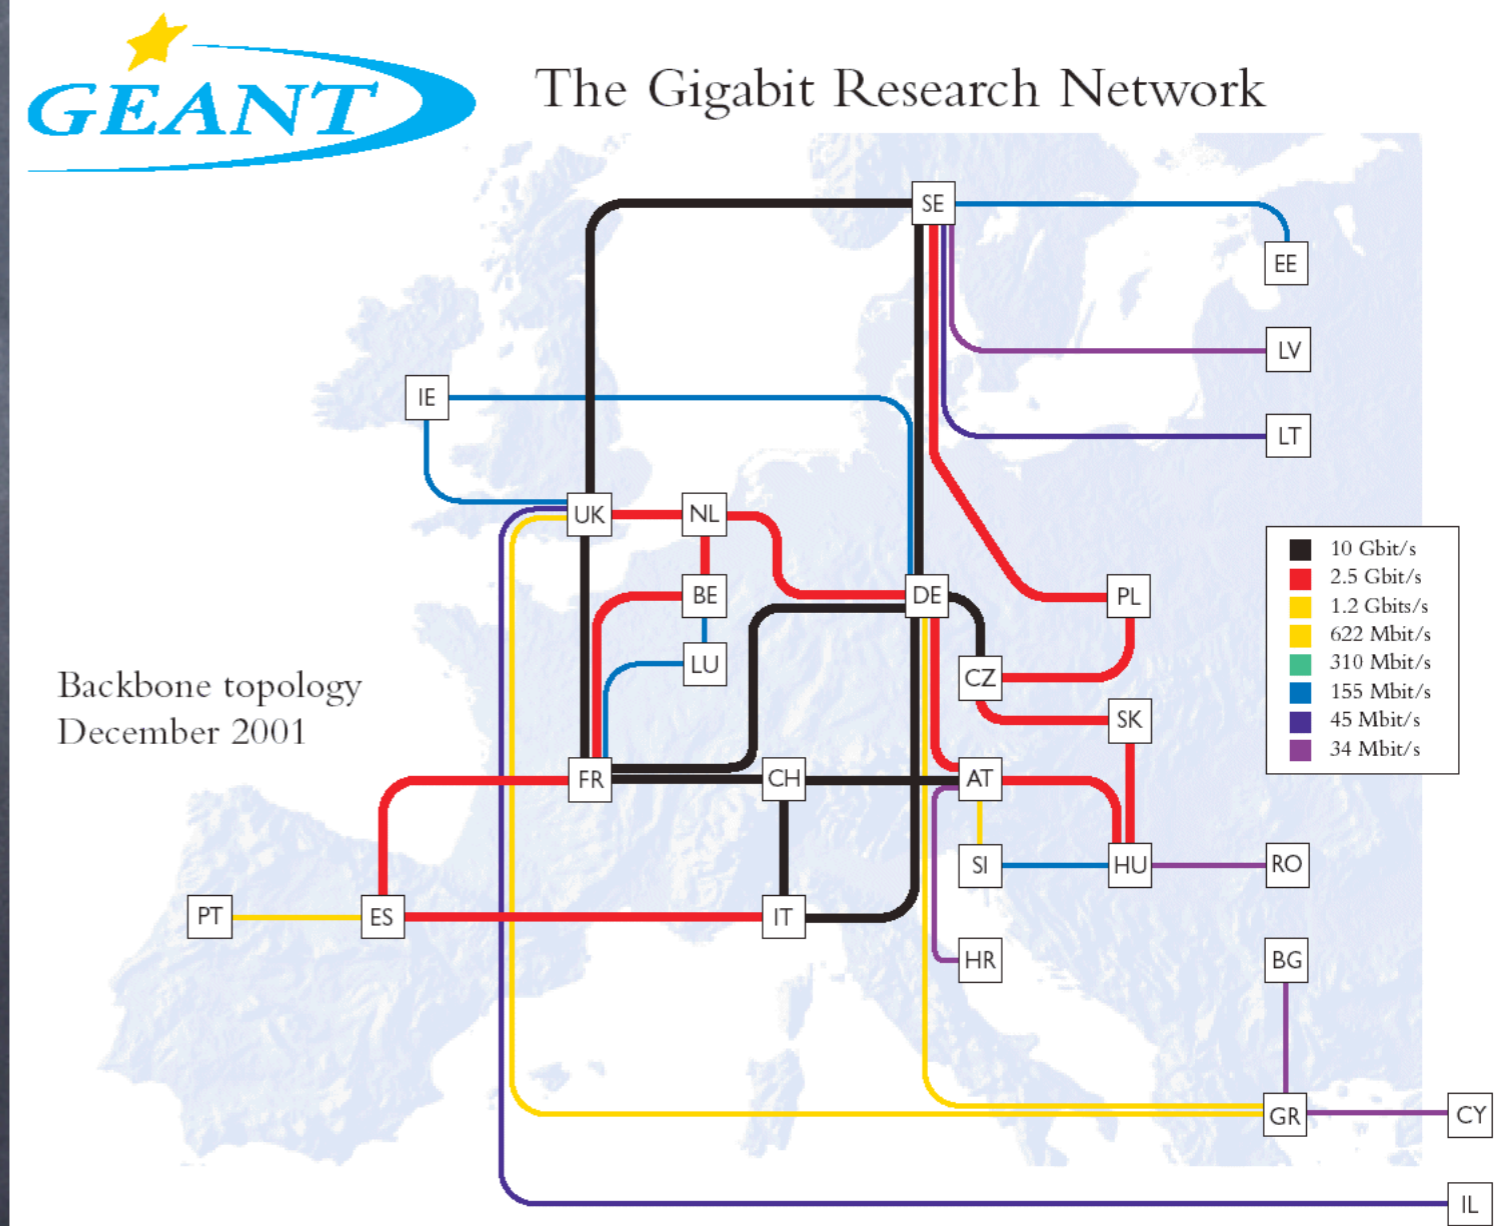 GEANT
The Gigabit Research Network
SE
EE
LV
IE
LT
UK
NL
10 Gbit/s
2.5 Gbit/s
1.2 Gbits/s
622 Mbit/s
310 Mbit/s
155 Mbit/s
45 Mbit/s
34 Mbit/s
BE
DE
PL
LU
CZ
Backbone topology
December 2001
SK
FR
CH
AT
SI
HU
RO
PT
ES
IT
HR
BG
GR
CY
IL